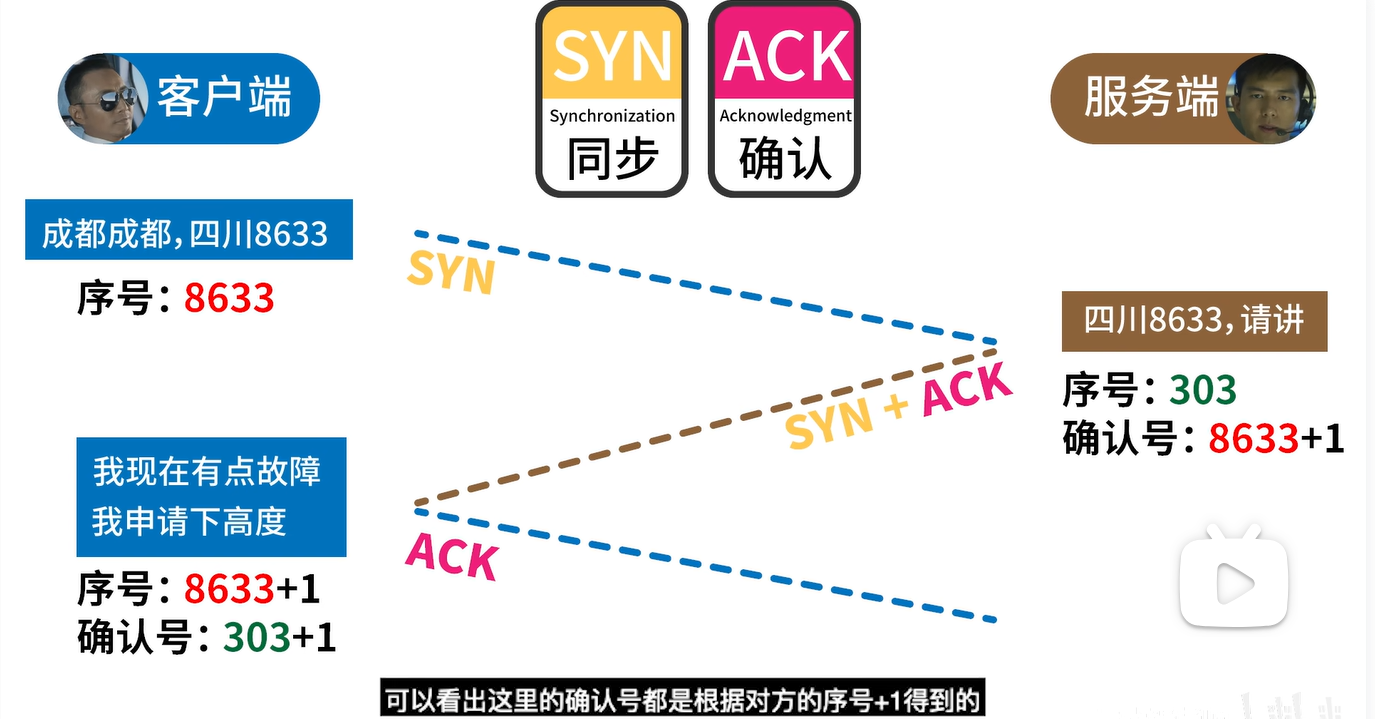 SYN
Synchronization
同步
ACK
Acknowledgment
确认
客户端
服务端
成都成都，四川8633
序号：8633
SYN
四川8633，请讲
序号：303
确认号：8633+1
SYN + ACK
我现在有点故障
我申请下高度
序号：8633+1
确认号：303+1
ACK
可以看出这里的确认号都是根据对方的序号+1得到的